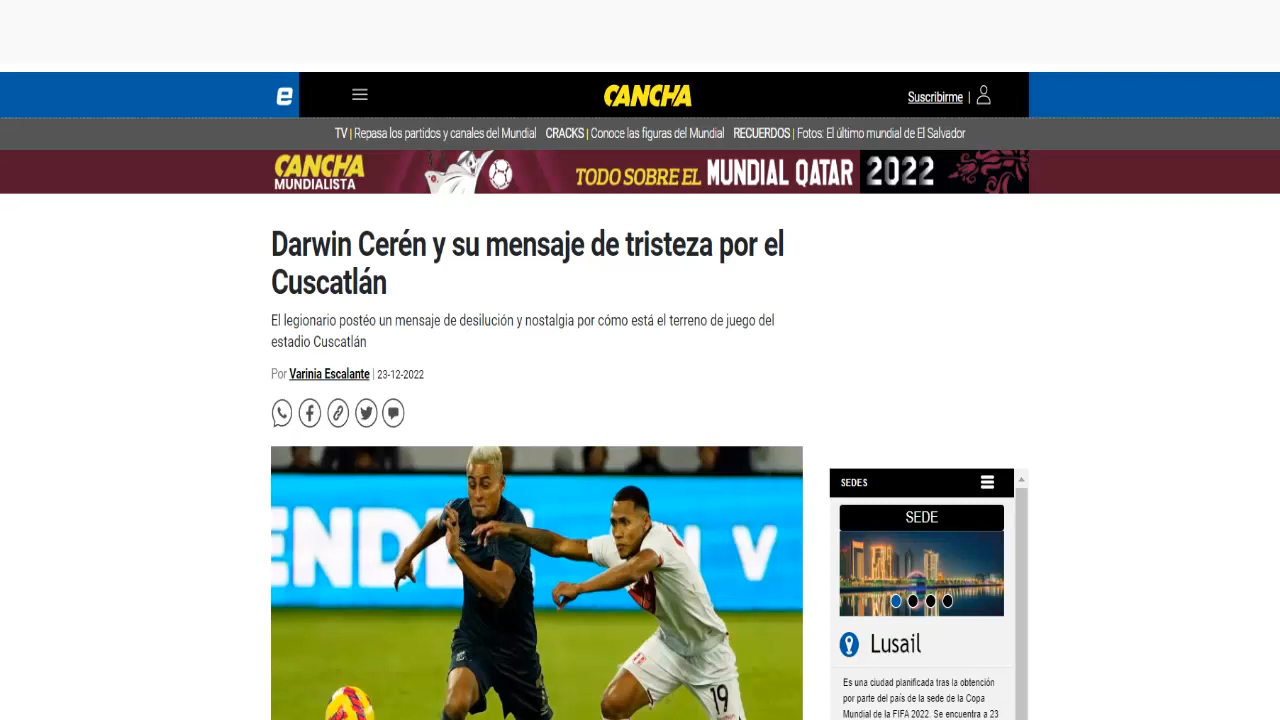 e
CANCHA
Suscribirme |
TV | Repasa los partidos y canales del Mundial CRACKS | Conoce las figuras del Mundial RECUERDOS | Fotos: El último mundial de El Salvador
CANCHA
MUNDIALISTA
TODO SOBRE EL MUNDIAL QATAR 2022
Darwin Cerén y su mensaje de tristeza por el
Cuscatlán
El legionario postéo un mensaje de desilución y nostalgia por cómo está el terreno de juego del
estadio Cuscatlán
Por Varinia Escalante | 23-12-2022
SEDES
SEDE
Lusail
Es una ciudad planificada tras la obtención
por parte del país de la sede de la Copa
Mundial de la FIFA 2022. Se encuentra a 23
19